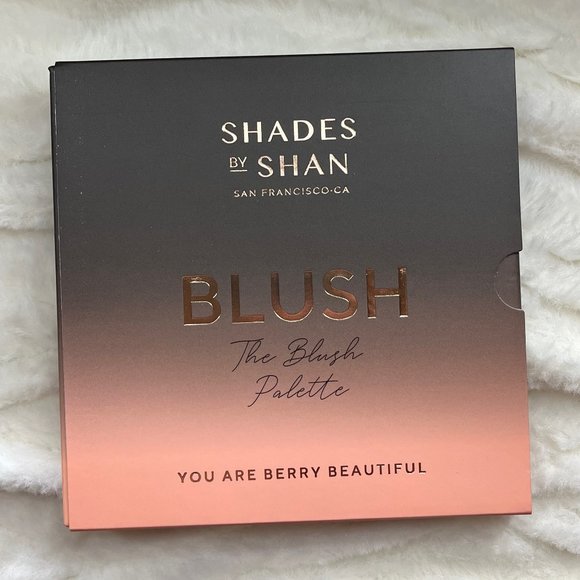 SHADES
BY SHAN
SAN FRANCISCO-CA
BLUSH
The Blush
Palette
YOU ARE BERRY BEAUTIFUL